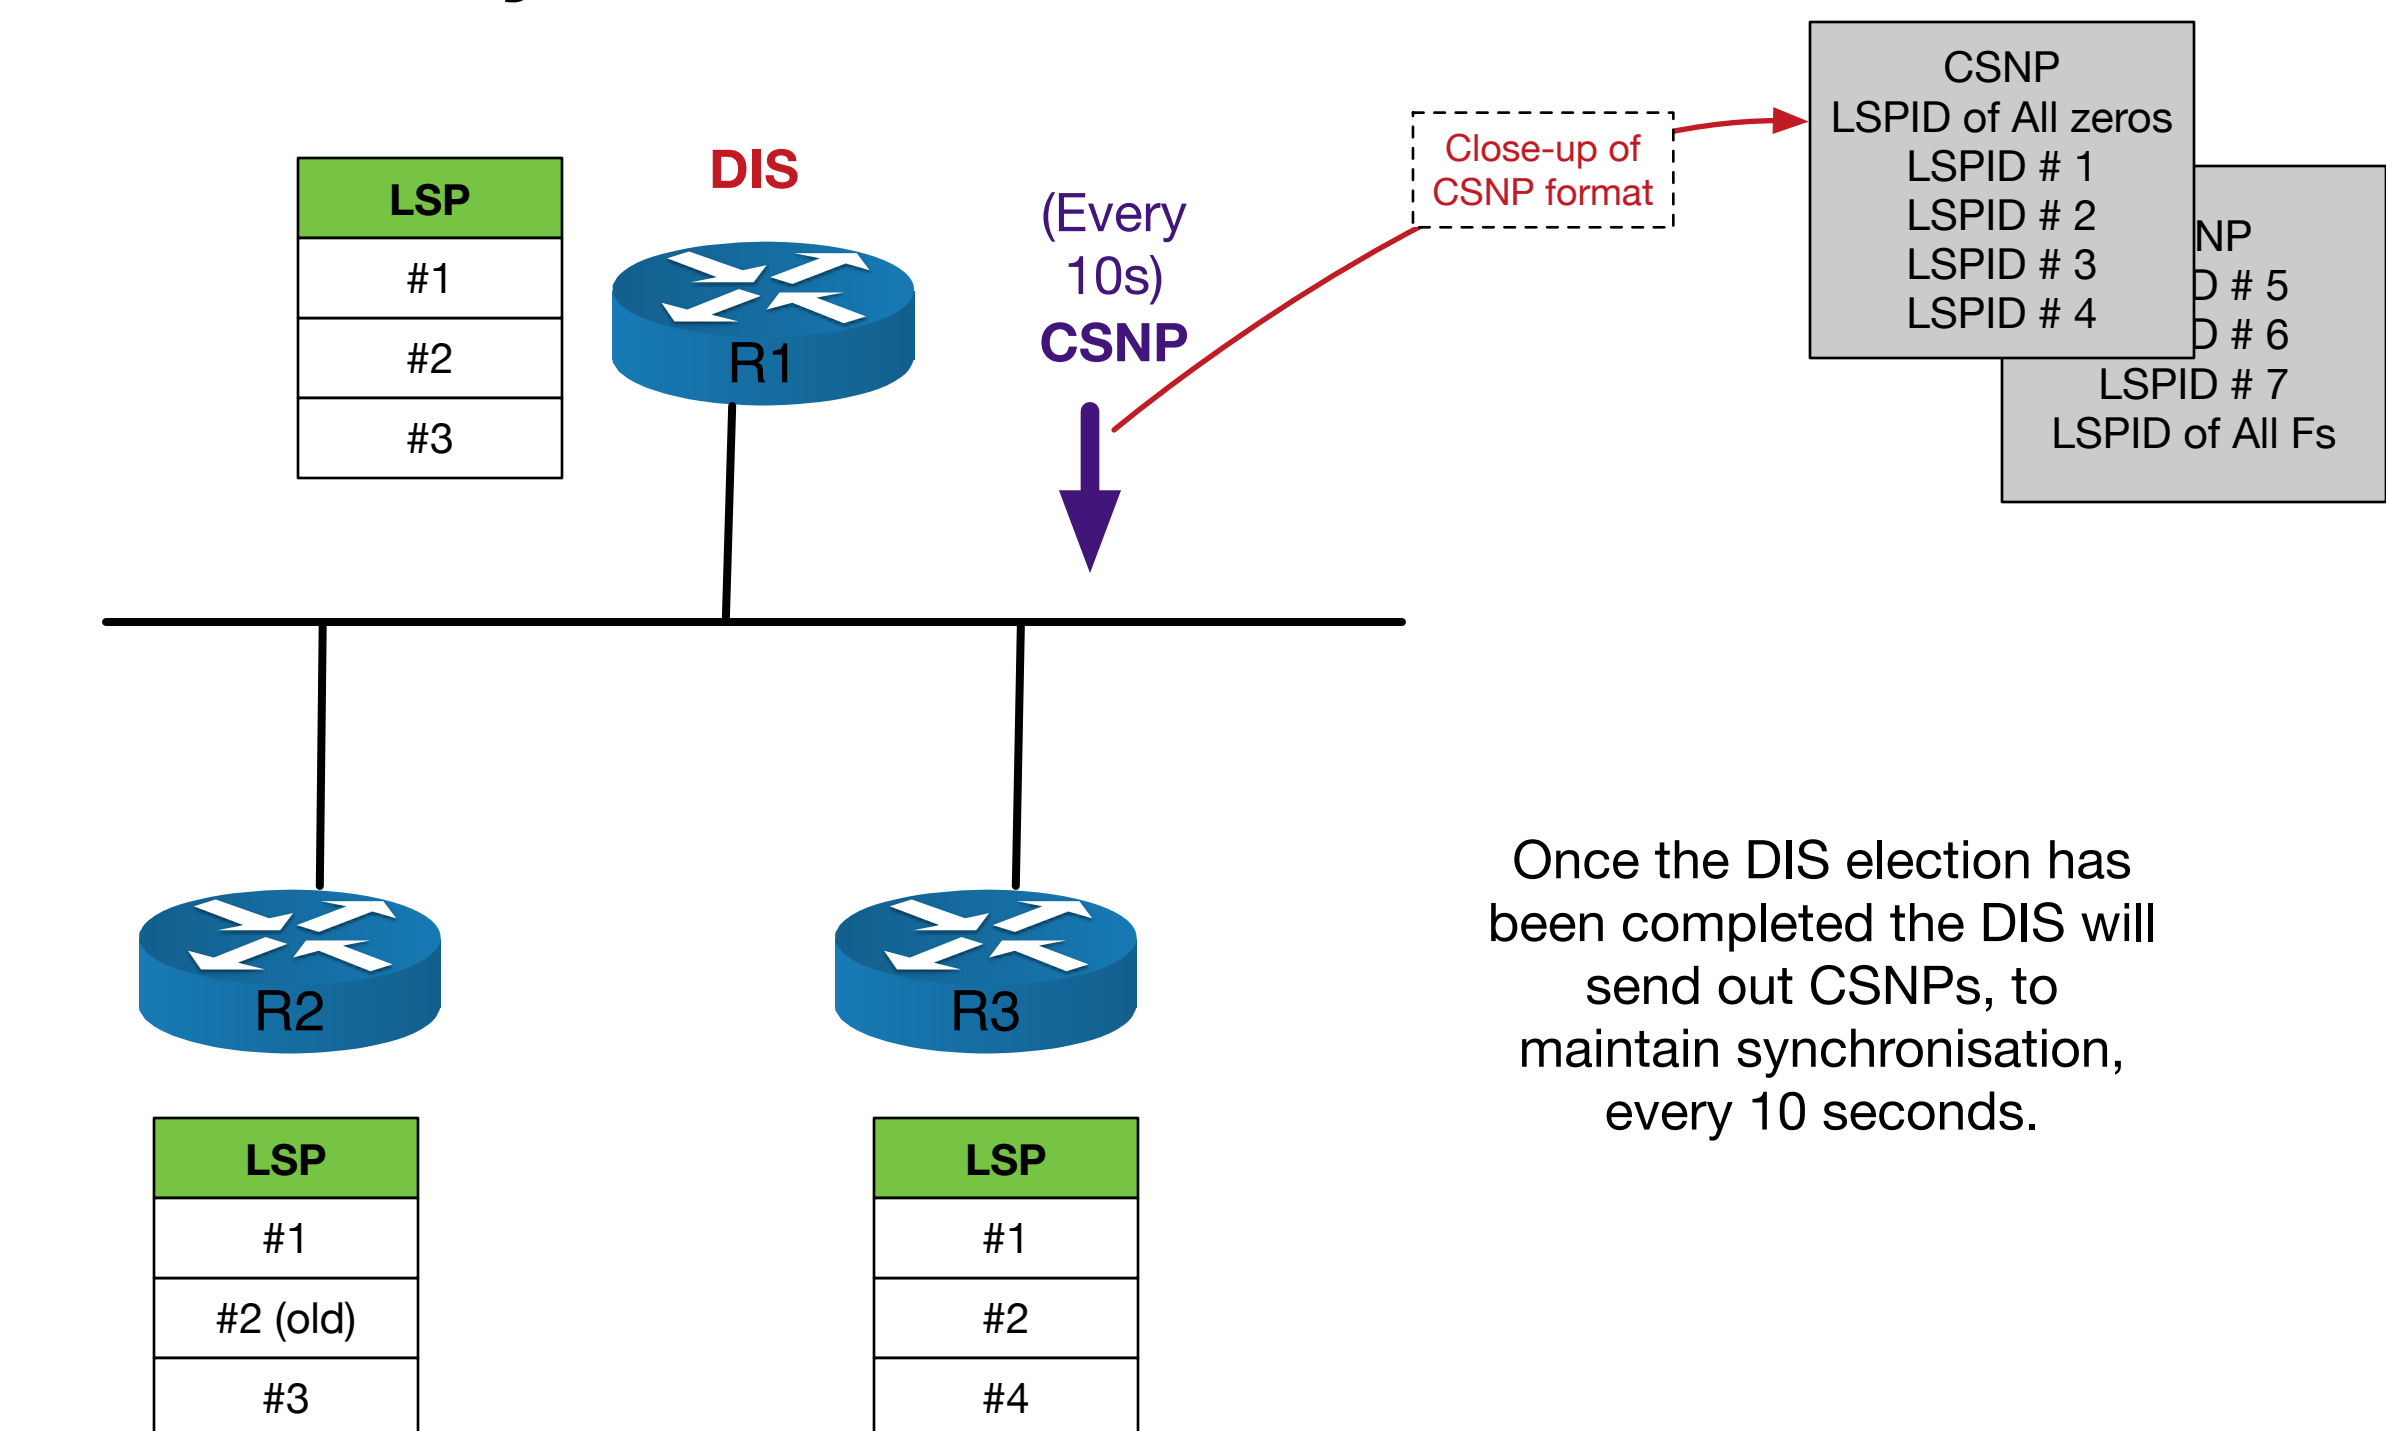 LSP
#1
#2
#3
DIS
R1
(Every
10s)
CSNP
Close-up of
CSNP format
CSNP
LSPID of All zeros
LSPID # 1
LSPID # 2
LSPID # 3
LSPID # 4
NP
D # 5
D # 6
LSPID # 7
LSPID of All Fs
R2
R3
LSP
#1
#2 (old)
#3
LSP
#1
#2
#4
Once the DIS election has
been completed the DIS will
send out CSNPs, to
maintain synchronisation,
every 10 seconds.